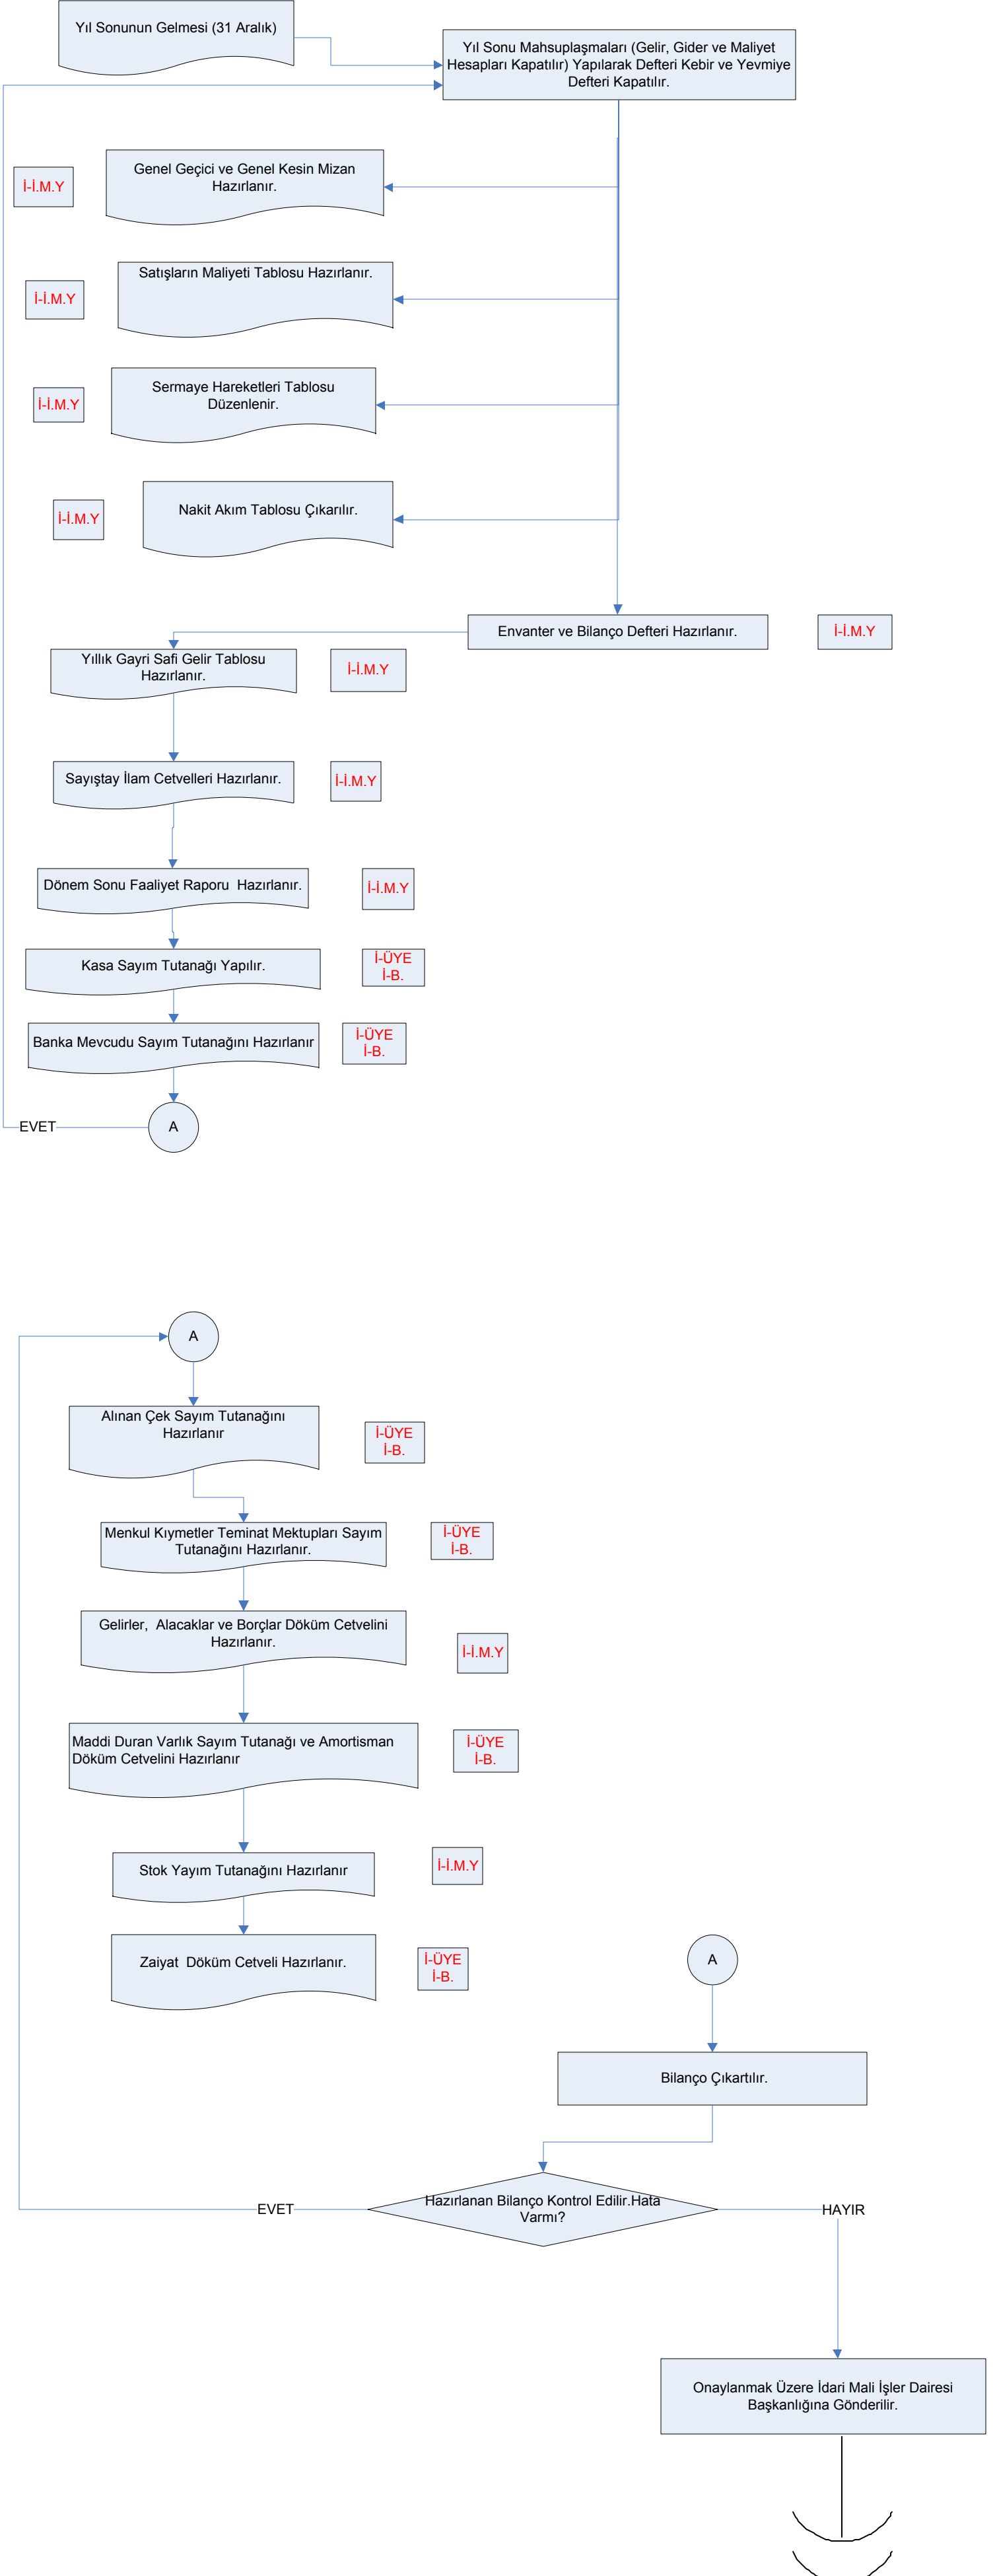 Yıl Sonunun Gelmesi (31 Aralık)
Yıl Sonu Mahsuplaşmaları (Gelir, Gider ve Maliyet
Hesapları Kapatılır) Yapılarak Defteri Kebir ve Yevmiye
Defteri Kapatılır.
İ-İ.M.Y
Genel Geçici ve Genel Kesin Mizan
Hazırlanır.
İ-İ.M.Y
Satışların Maliyeti Tablosu Hazırlanır.
İ-İ.M.Y
Sermaye Hareketleri Tablosu
Düzenlenir.
İ-İ.M.Y
Nakit Akım Tablosu Çıkarılır.
Envanter ve Bilanço Defteri Hazırlanır.
İ-İ.M.Y
Yıllık Gayri Safi Gelir Tablosu
Hazırlanır.
İ-İ.M.Y
Sayıştay İlam Cetvelleri Hazırlanır.
İ-İ.M.Y
Dönem Sonu Faaliyet Raporu  Hazırlanır.
İ-İ.M.Y
Kasa Sayım Tutanağı Yapılır.
İ-ÜYE
İ-B.
Banka Mevcudu Sayım Tutanağını Hazırlanır
İ-ÜYE
İ-B.
EVET
A
A
Alınan Çek Sayım Tutanağını
Hazırlanır
İ-ÜYE
İ-B.
Menkul Kıymetler Teminat Mektupları Sayım
Tutanağını Hazırlanır.
İ-ÜYE
İ-B.
Gelirler,  Alacaklar ve Borçlar Döküm Cetvelini
Hazırlanır.
İ-İ.M.Y
Maddi Duran Varlık Sayım Tutanağı ve Amortisman
Döküm Cetvelini Hazırlanır
İ-ÜYE
İ-B.
Stok Yayım Tutanağını Hazırlanır
İ-İ.M.Y
Zaiyat  Döküm Cetveli Hazırlanır.
İ-ÜYE
İ-B.
A
Bilanço Çıkartılır.
Hazırlanan Bilanço Kontrol Edilir.Hata
Varmı?
EVET
HAYIR
Onaylanmak Üzere İdari Mali İşler Dairesi
Başkanlığına Gönderilir.